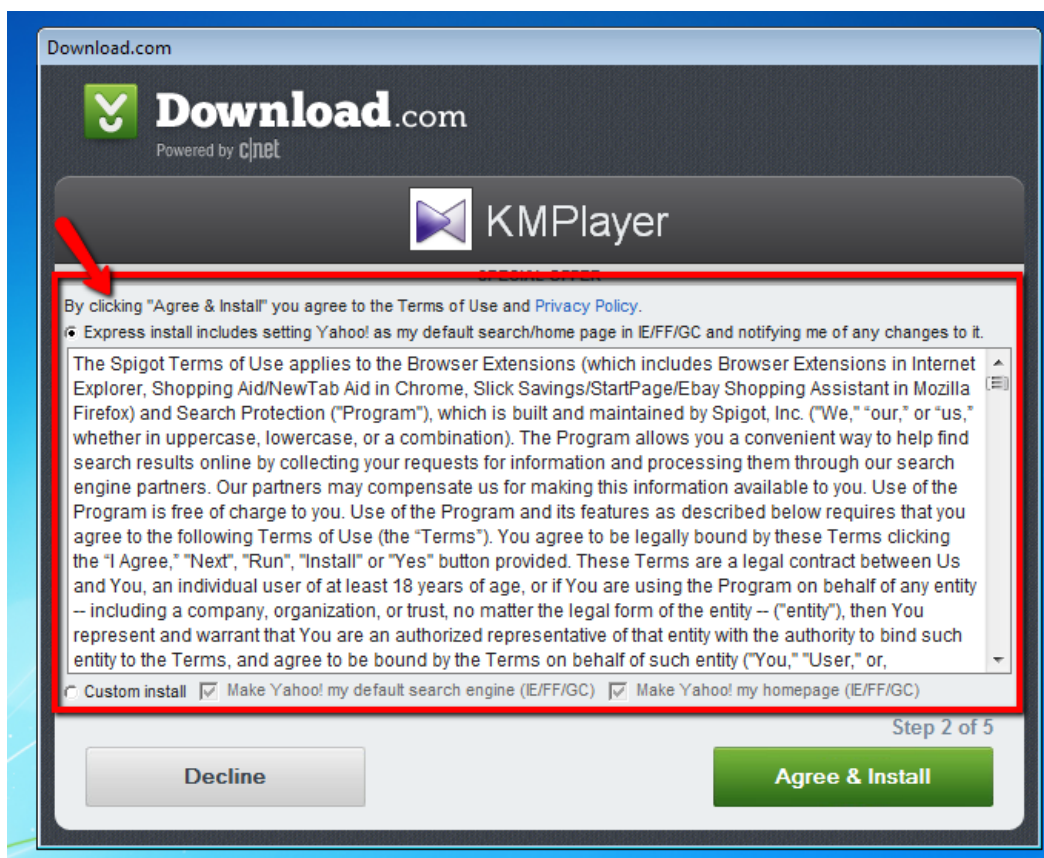 Download.com
Download.com
Powered by c|net
KMPlayer
SPECIAL OFFER
By clicking "Agree & Install" you agree to the Terms of Use and Privacy Policy.
Express install includes setting Yahoo! as my default search/home page in IE/FF/GC and notifying me of any changes to it.
The Spigot Terms of Use applies to the Browser Extensions (which includes Browser Extensions in Internet
Explorer, Shopping Aid/NewTab Aid in Chrome, Slick Savings/StartPage/Ebay Shopping Assistant in Mozilla
Firefox) and Search Protection ("Program"), which is built and maintained by Spigot, Inc. ("We," “our,” or “us,”
whether in uppercase, lowercase, or a combination). The Program allows you a convenient way to help find
search results online by collecting your requests for information and processing them through our search
engine partners. Our partners may compensate us for making this information available to you. Use of the
Program is free of charge to you. Use of the Program and its features as described below requires that you
agree to the following Terms of Use (the “Terms”). You agree to be legally bound by these Terms clicking
the “I Agree,” "Next", "Run", "Install" or "Yes" button provided. These Terms are a legal contract between Us
and You, an individual user of at least 18 years of age, or if You are using the Program on behalf of any entity
-- including a company, organization, or trust, no matter the legal form of the entity -- ("entity"), then You
represent and warrant that You are an authorized representative of that entity with the authority to bind such
entity to the Terms, and agree to be bound by the Terms on behalf of such entity ("You," "User," or,
Custom install Make Yahoo! my default search engine (IE/FF/GC) Make Yahoo! my homepage (IE/FF/GC)
Step 2 of 5
Decline
Agree & Install